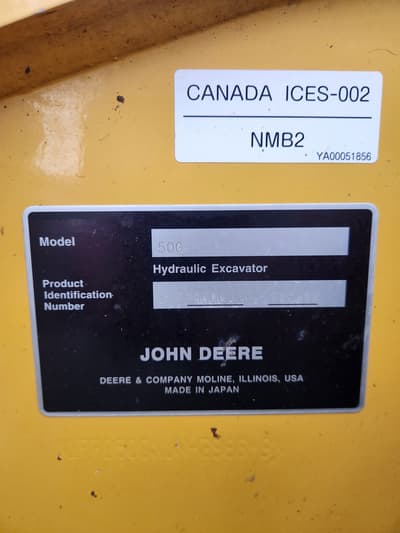 CANADA ICES-002
NMB2
YA00051856
Model
50G
Hydraulic Excavator
Product
Identification
Number
JOHN DEERE
DEERE & COMPANY MOLINE, ILLINOIS, USA
MADE IN JAPAN